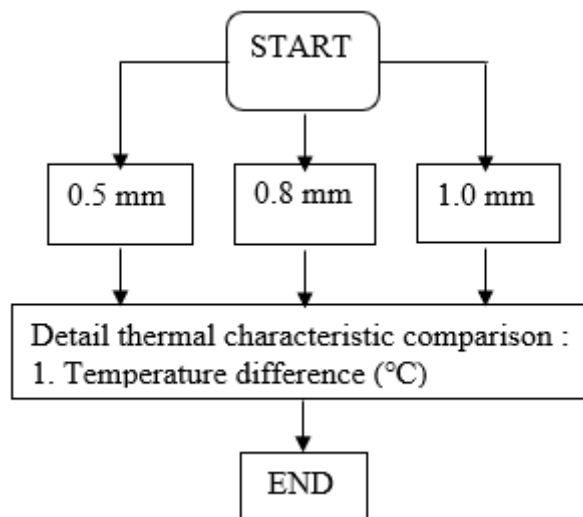 START
0.5 mm
0.8 mm
1.0 mm
Detail thermal characteristic comparison :
1. Temperature difference (℃)
END